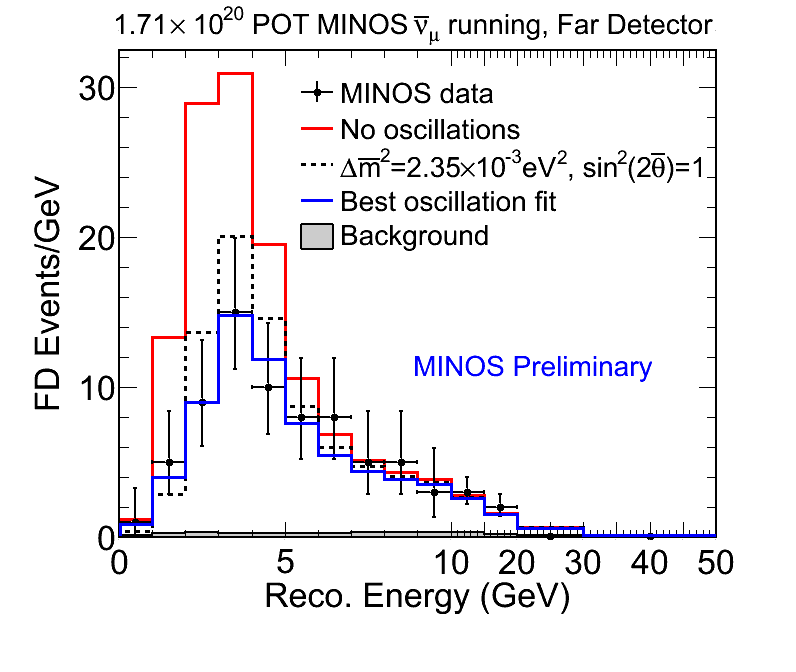 1.71× 10²⁰ POT MINOS ν̅μ running, Far Detector
30
20
10
0
FD Events/GeV
MINOS data
No oscillations
Δm̅²=2.35×10⁻³eV², sin²(2θ̅)=1
Best oscillation fit
Background
MINOS Preliminary
0 5 10 20 30 40 50
Reco. Energy (GeV)